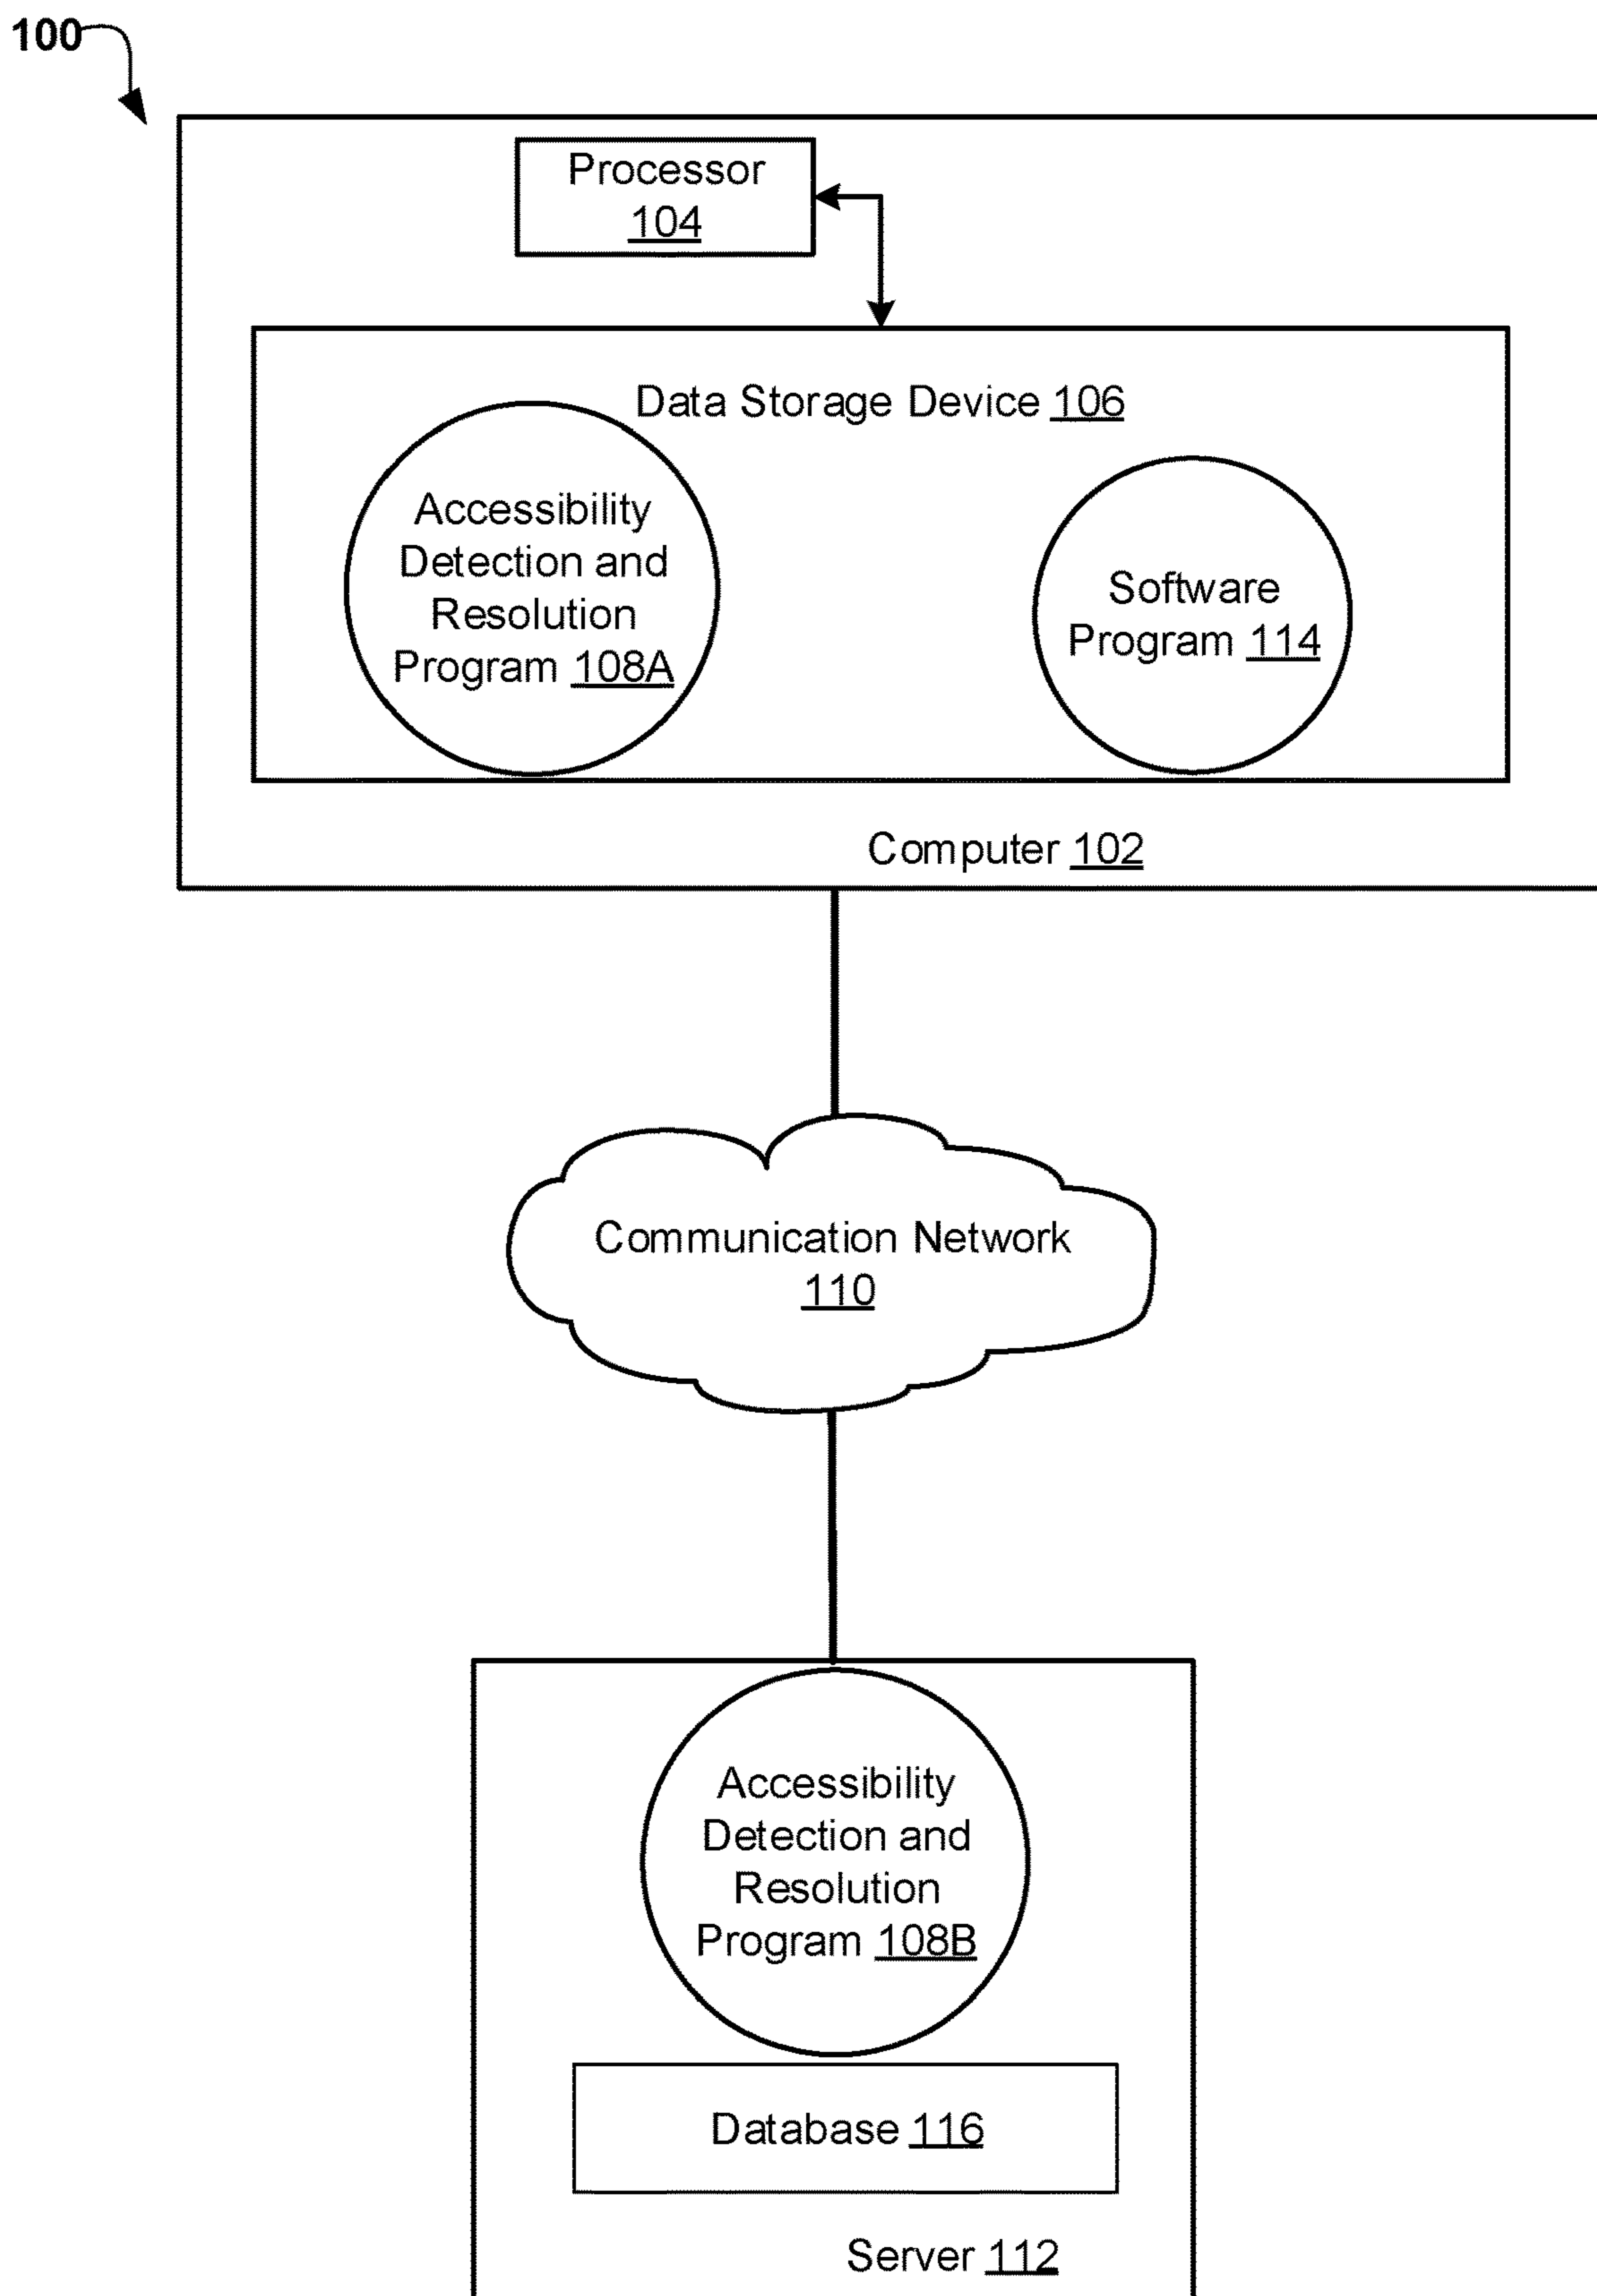 100
Processor
104
Data Storage Device 106
Accessibility
Detection and
Resolution
Program 108A
Software
Program 114
Computer 102
Communication Network
110
Accessibility
Detection and
Resolution
Program 108B
Database 116
Server 112